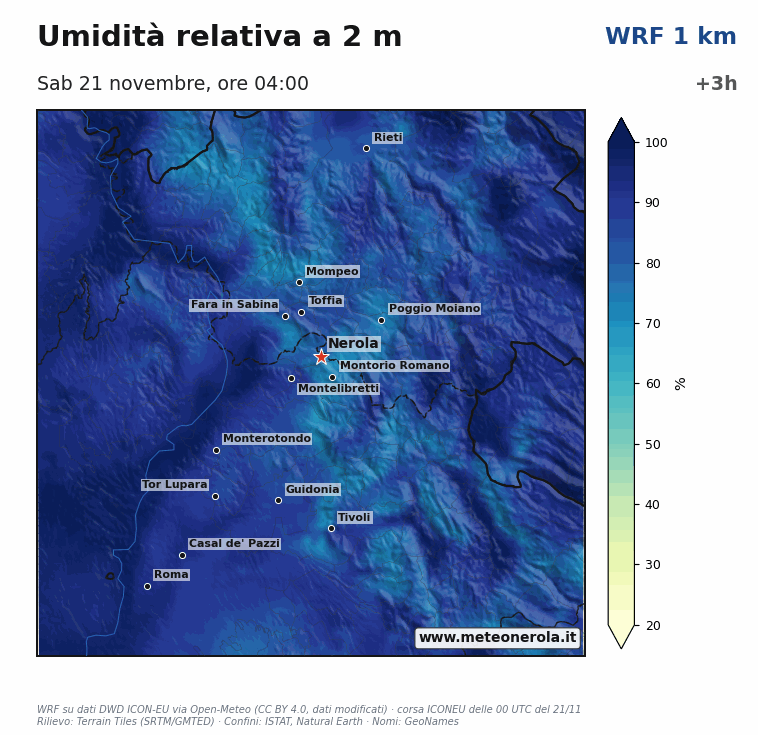 Umidità relativa a 2 m
WRF 1 km
Sab 21 novembre, ore 04:00
+3h
Rieti
Mompeo
Toffia
Fara in Sabina
Poggio Moiano
Nerola
Montorio Romano
Montelibretti
Monterotondo
Tor Lupara
Guidonia
Tivoli
Casal de' Pazzi
Roma
www.meteonerola.it
100
90
80
70
60
50
40
30
20
%
WRF su dati DWD ICON-EU via Open-Meteo (CC BY 4.0, dati modificati) · corsa ICONEU delle 00 UTC del 21/11
Rilievo: Terrain Tiles (SRTM/GMTED) · Confini: ISTAT, Natural Earth · Nomi: GeoNames